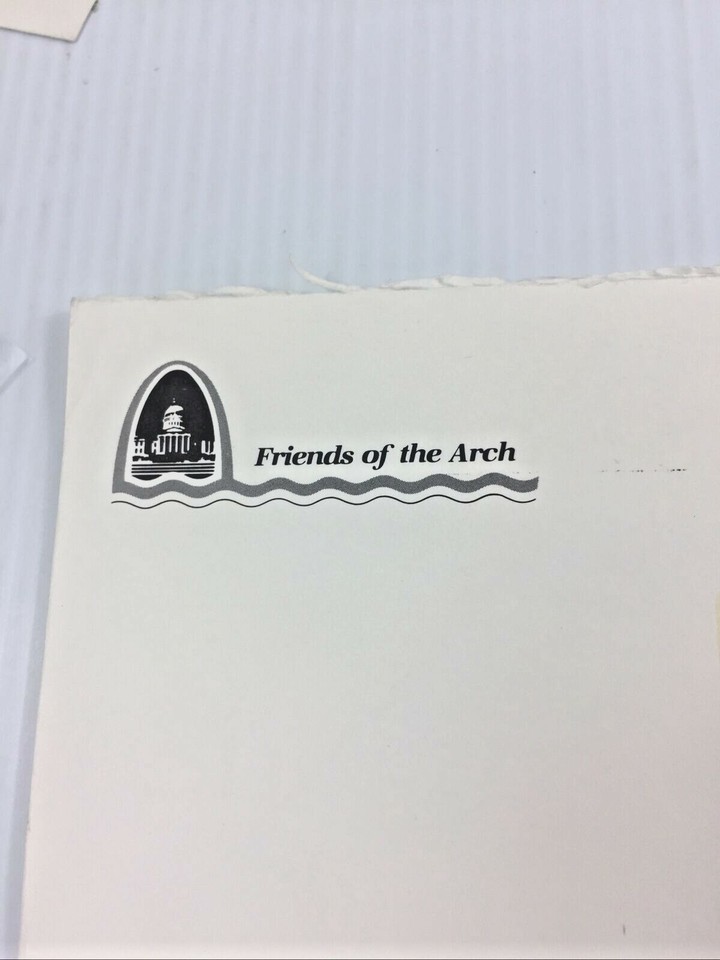 Friends of the Arch